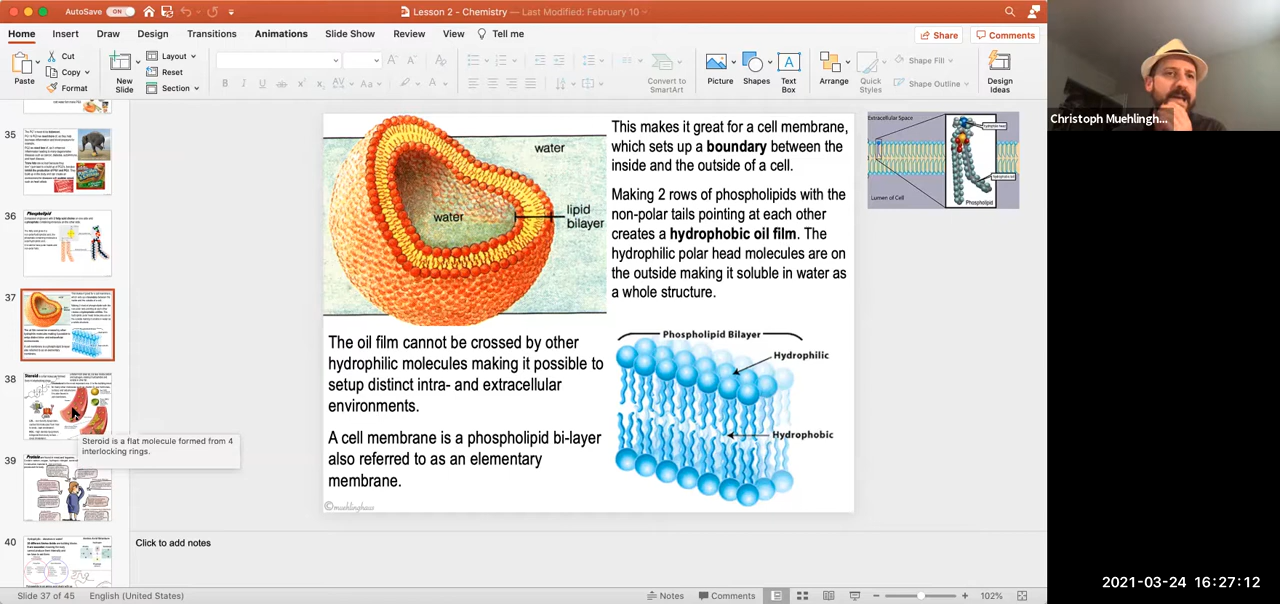 AutoSave ON
Lesson 2 - Chemistry — Last Modified: February 10
Home Insert Draw Design Transitions Animations Slide Show Review View Tell me
Share Comments
Paste
Cut
Copy
Format
New
Slide
Layout
Reset
Section
Convert to
SmartArt
Picture
Shapes
Text
Box
Arrange
Quick
Styles
Shape Fill
Shape Outline
Design
Ideas
35
36
Phospholipid
37
38
Steroid
Steroid is a flat molecule formed from 4
interlocking rings.
39
Protein
40
water
water
lipid
bilayer
This makes it great for a cell membrane,
which sets up a boundary between the
inside and the outside of a cell.
Making 2 rows of phospholipids with the
non-polar tails pointing at each other
creates a hydrophobic oil film. The
hydrophilic polar head molecules are on
the outside making it soluble in water as
a whole structure.
The oil film cannot be crossed by other
hydrophilic molecules making it possible to
setup distinct intra- and extracellular
environments.
A cell membrane is a phospholipid bi-layer
also referred to as an elementary
membrane.
©muehlinghaus
Phospholipid Bilayer
Hydrophilic
Hydrophobic
Extracellular Space
Lumen of Cell
Phospholipid
Click to add notes
Slide 37 of 45 English (United States)
Notes Comments
102%
Christoph Muehlingh...
2021-03-24 16:27:12